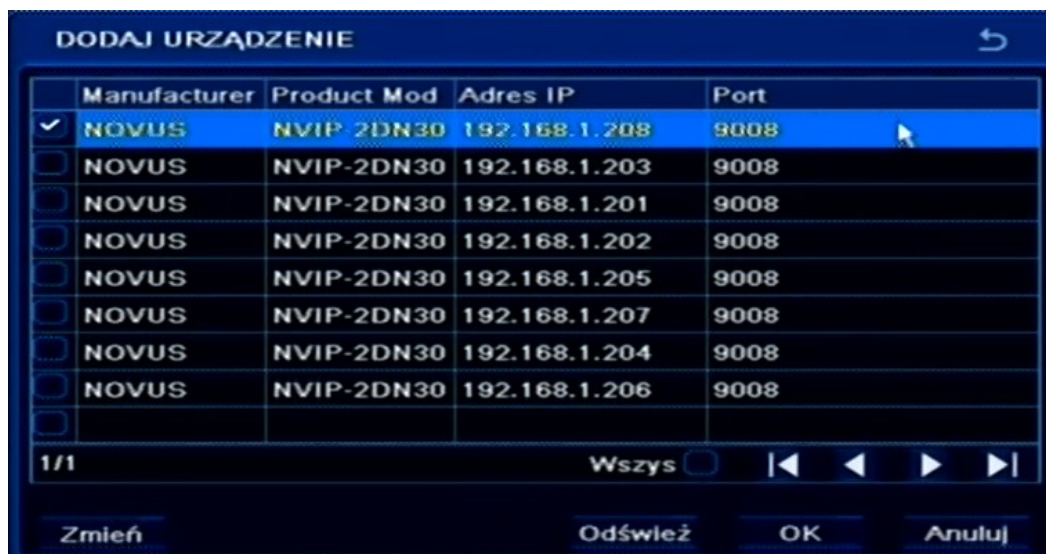 DODAJ URZĄDZENIE
Manufacturer Product Mod Adres IP Port
NOVUS NVIP-2DN30 192.168.1.208 9008
NOVUS NVIP-2DN30 192.168.1.203 9008
NOVUS NVIP-2DN30 192.168.1.201 9008
NOVUS NVIP-2DN30 192.168.1.202 9008
NOVUS NVIP-2DN30 192.168.1.205 9008
NOVUS NVIP-2DN30 192.168.1.207 9008
NOVUS NVIP-2DN30 192.168.1.204 9008
NOVUS NVIP-2DN30 192.168.1.206 9008
1/1 Wszys
Zmień Odśwież OK Anuluj